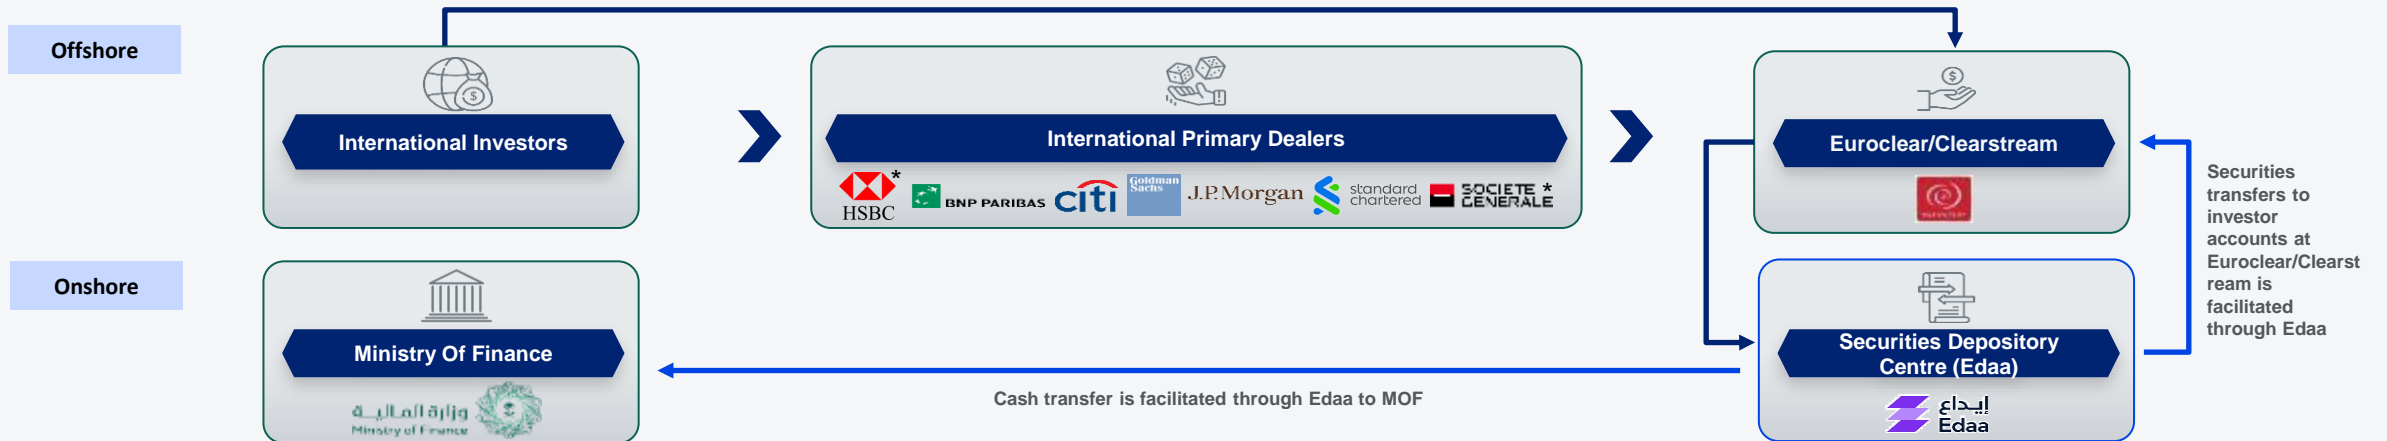 Offshore
International Investors
International Primary Dealers
HSBC
*
BNP PARIBAS
citi
Goldman
Sachs
J.P.Morgan
standard
chartered
SOCIETE
GENERALE
*
Euroclear/Clearstream
Securities
transfers to
investor
accounts at
Euroclear/Clearst
ream is
facilitated
through Edaa
Onshore
Ministry Of Finance
وزارة المالية
Ministry of Finance
Cash transfer is facilitated through Edaa to MOF
Securities Depository
Centre (Edaa)
إيداع
Edaa